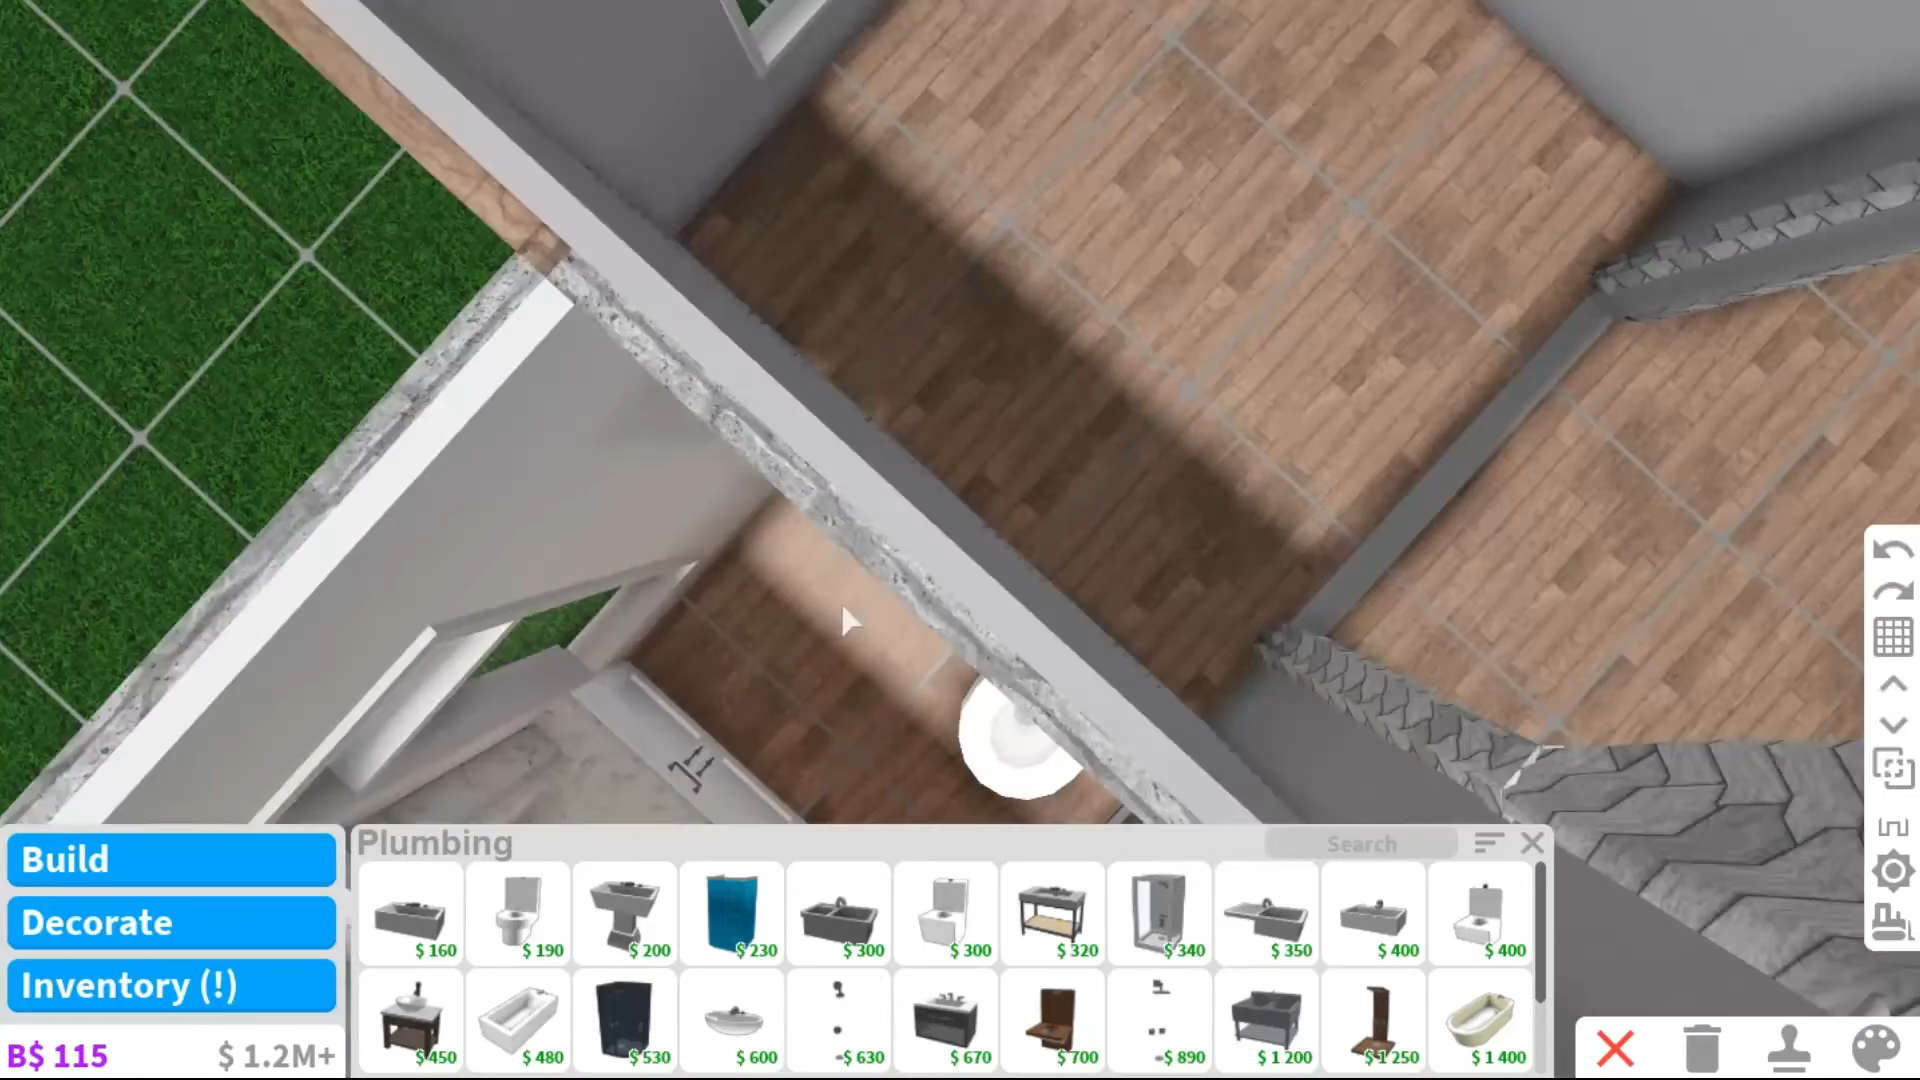 Plumbing
Search
Build
Decorate
Inventory (!)
B$ 115
$ 1.2M+
$ 160
$ 190
$ 200
$ 230
$ 300
$ 300
$ 320
$ 340
$ 350
$ 400
$ 400
$ 450
$ 480
$ 530
$ 600
$ 630
$ 670
$ 700
$ 890
$ 1 200
$ 1 250
$ 1 400